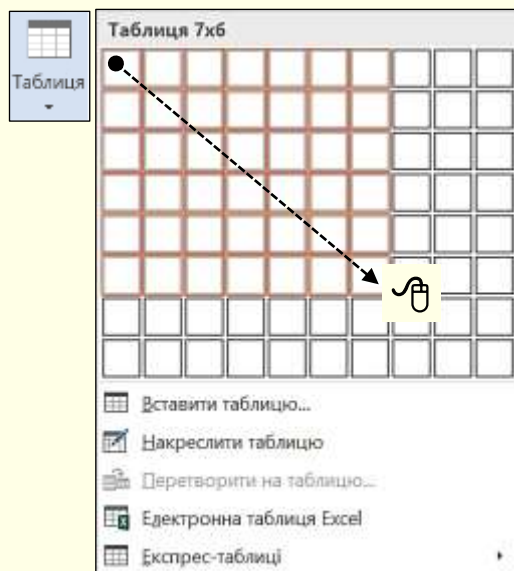 Таблиця
Таблиця 7x6
Вставити таблицю...
Накреслити таблицю
Перетворити на таблицю...
Електронна таблиця Excel
Експрес-таблиці